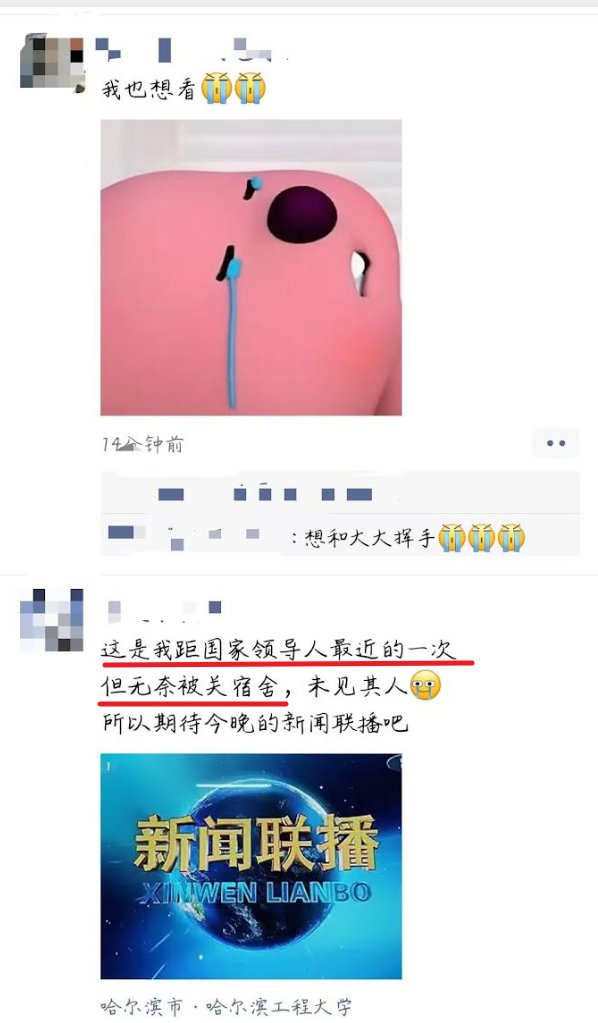 我也想看😭😭
14分钟前
:想和大大挥手😭😭😭
这是我距国家领导人最近的一次
但无奈被关宿舍，未见其人🥹
所以期待今晚的新闻联播吧
新闻联播
XINWEN LIANBO
哈尔滨市·哈尔滨工程大学